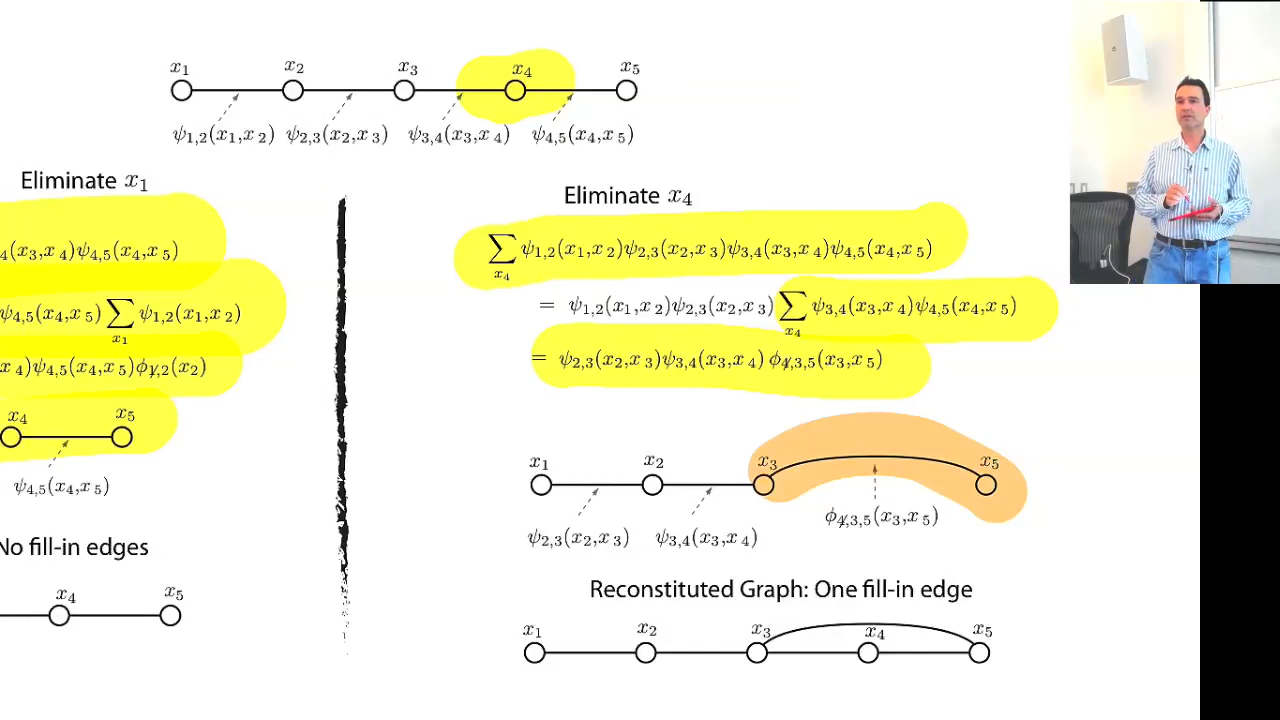 x₁ x₂ x₃ x₄ x₅
ψ₁,₂(x₁,x₂) ψ₂,₃(x₂,x₃) ψ₃,₄(x₃,x₄) ψ₄,₅(x₄,x₅)
Eliminate x₁
₄(x₃,x₄)ψ₄,₅(x₄,x₅)
ψ₄,₅(x₄,x₅) ∑ₓ₁ ψ₁,₂(x₁,x₂)
x₄)ψ₄,₅(x₄,x₅)ϕ₁̸,₂(x₂)
x₄ x₅
ψ₄,₅(x₄,x₅)
No fill-in edges
x₄ x₅
Eliminate x₄
∑ₓ₄ ψ₁,₂(x₁,x₂)ψ₂,₃(x₂,x₃)ψ₃,₄(x₃,x₄)ψ₄,₅(x₄,x₅)
= ψ₁,₂(x₁,x₂)ψ₂,₃(x₂,x₃) ∑ₓ₄ ψ₃,₄(x₃,x₄)ψ₄,₅(x₄,x₅)
= ψ₂,₃(x₂,x₃)ψ₃,₄(x₃,x₄)ϕ₄̸,₃,₅(x₃,x₅)
x₁ x₂ x₃ x₅
ψ₂,₃(x₂,x₃) ψ₃,₄(x₃,x₄) ϕ₄̸,₃,₅(x₃,x₅)
Reconstituted Graph: One fill-in edge
x₁ x₂ x₃ x₄ x₅